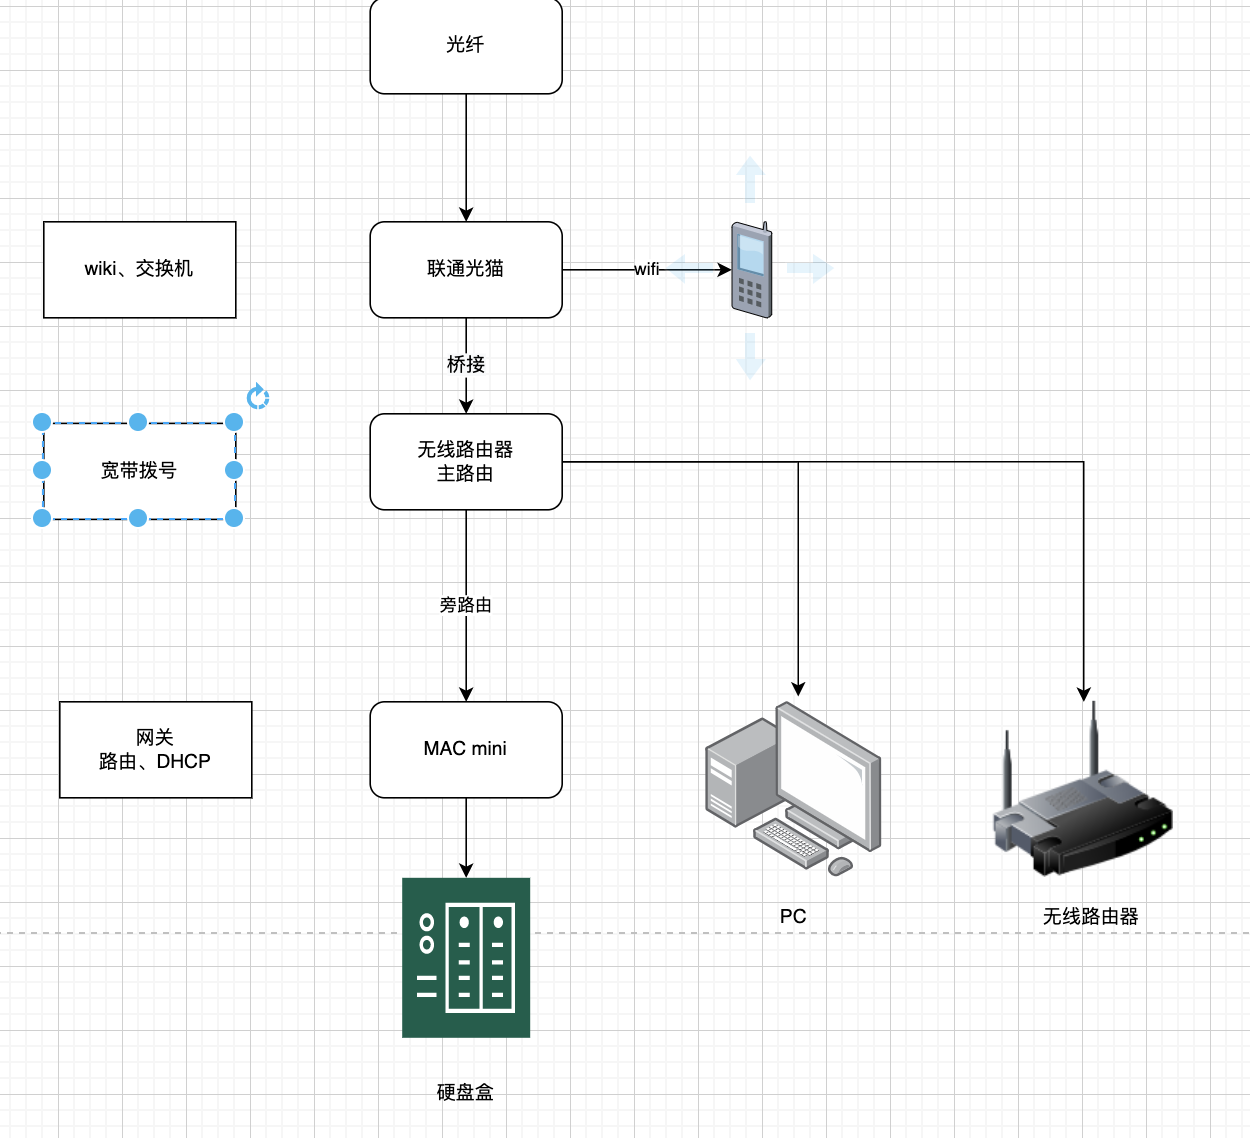 光纤
wiki、交换机
联通光猫
wifi
桥接
宽带拨号
无线路由器
主路由
旁路由
网关
路由、DHCP
MAC mini
PC
无线路由器
硬盘盒